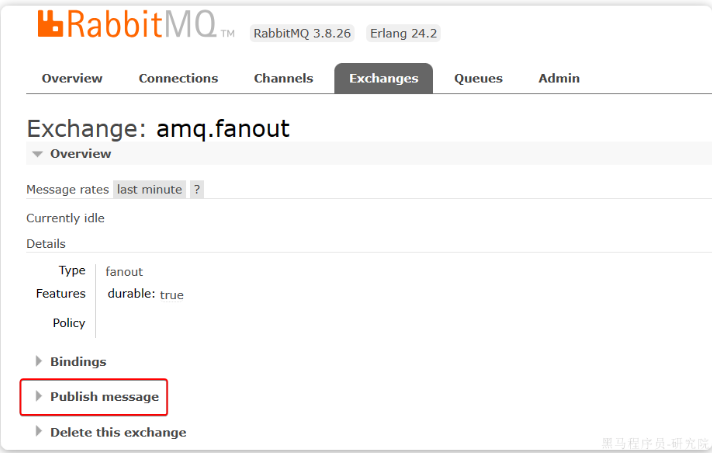 RabbitMQ TM RabbitMQ 3.8.26 Erlang 24.2
Overview Connections Channels Exchanges Queues Admin
Exchange: amq.fanout
Overview
Message rates last minute ?
Currently idle
Details
Type fanout
Features durable: true
Policy
Bindings
Publish message
Delete this exchange
黑马程序员-研究院